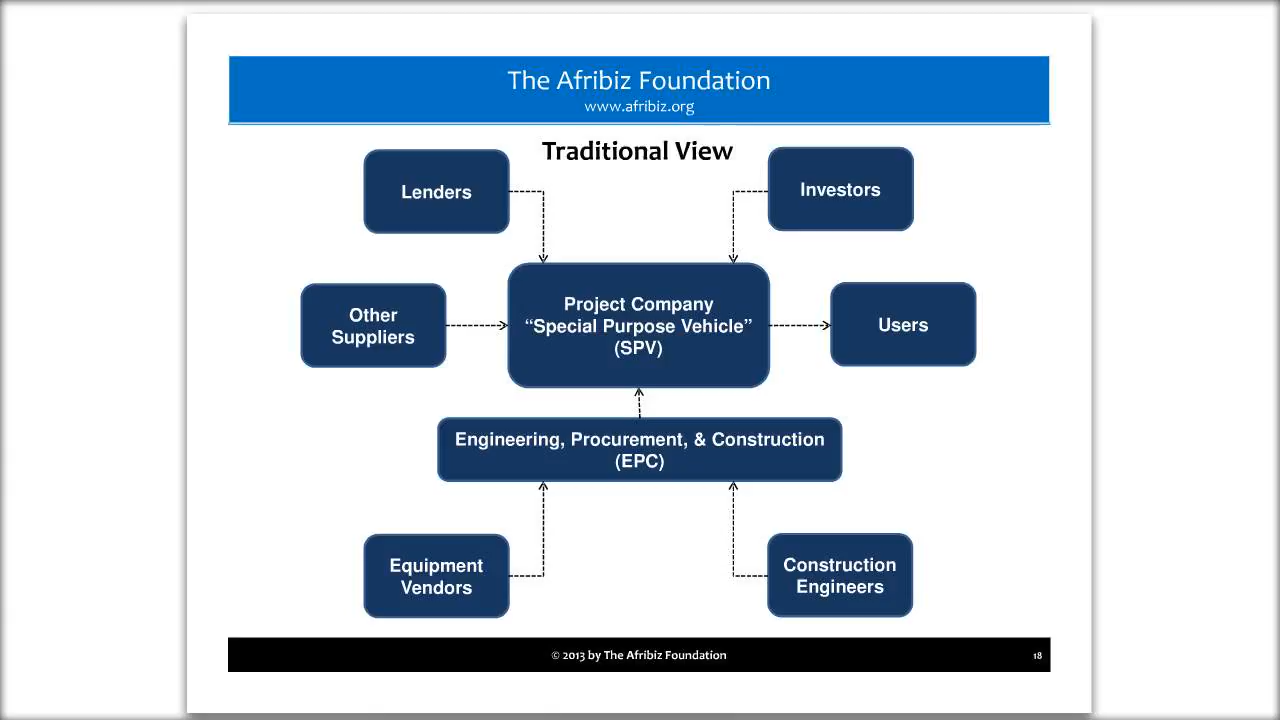 The Afribiz Foundation
www.afribiz.org
Traditional View
Lenders
Investors
Other
Suppliers
Project Company
“Special Purpose Vehicle”
(SPV)
Users
Engineering, Procurement, & Construction
(EPC)
Equipment
Vendors
Construction
Engineers
© 2013 by The Afribiz Foundation
18